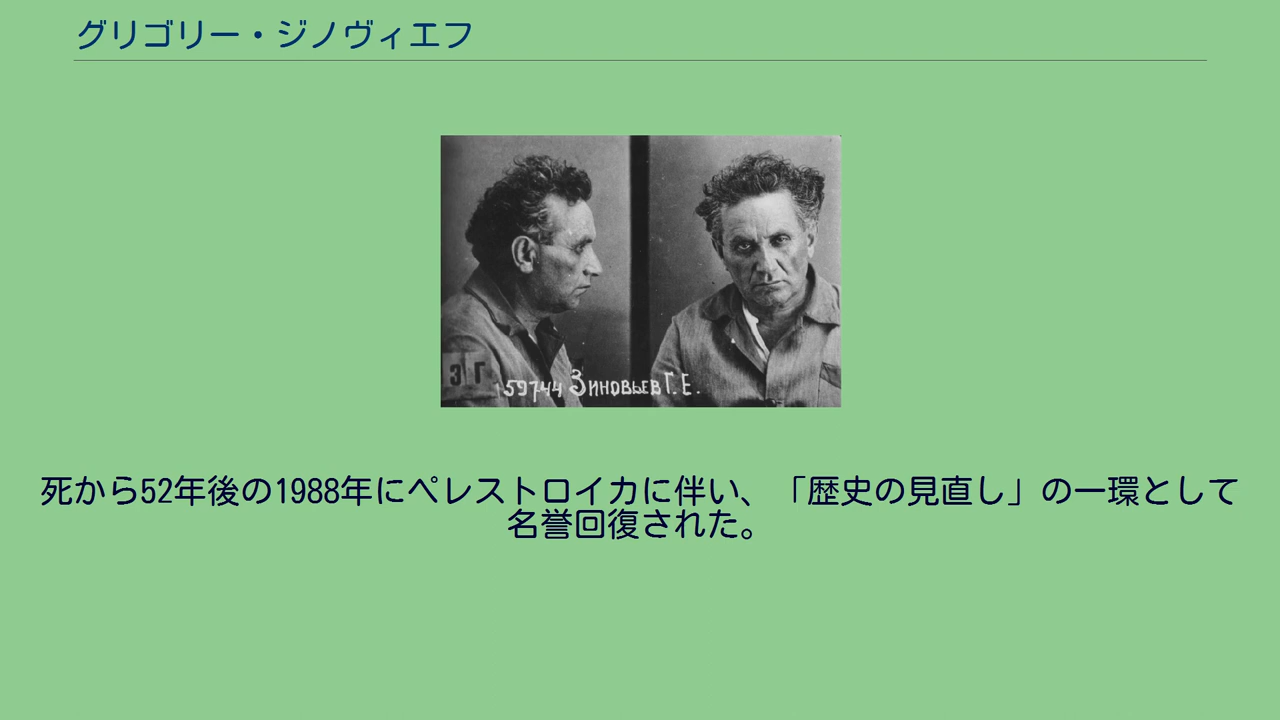 グリゴリー・ジノヴィエフ
ЗГ
59744 Зиновьев Г. Е.
死から52年後の1988年にペレストロイカに伴い、「歴史の見直し」の一環として
名誉回復された。